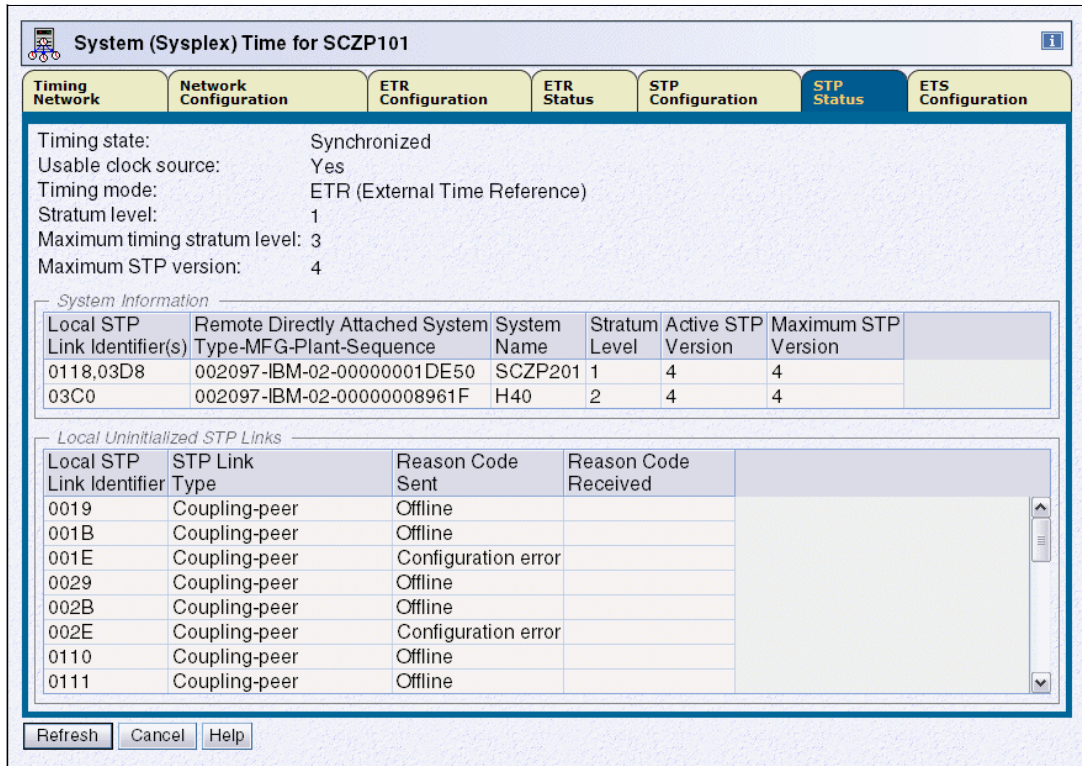 System (Sysplex) Time for SCZP101
i
Timing Network
Network Configuration
ETR Configuration
ETR Status
STP Configuration
STP Status
ETS Configuration
Timing state: Synchronized
Usable clock source: Yes
Timing mode: ETR (External Time Reference)
Stratum level: 1
Maximum timing stratum level: 3
Maximum STP version: 4
System Information
Local STP Link Identifier(s) Remote Directly Attached System Type-MFG-Plant-Sequence System Name Stratum Level Active STP Version Maximum STP Version
0118,03D8 002097-IBM-02-00000001DE50 SCZP201 1 4 4
03C0 002097-IBM-02-00000008961F H40 2 4 4
Local Uninitialized STP Links
Local STP Link Identifier STP Link Type Reason Code Sent Reason Code Received
0019 Coupling-peer Offline
001B Coupling-peer Offline
001E Coupling-peer Configuration error
0029 Coupling-peer Offline
002B Coupling-peer Offline
002E Coupling-peer Configuration error
0110 Coupling-peer Offline
0111 Coupling-peer Offline
Refresh Cancel Help